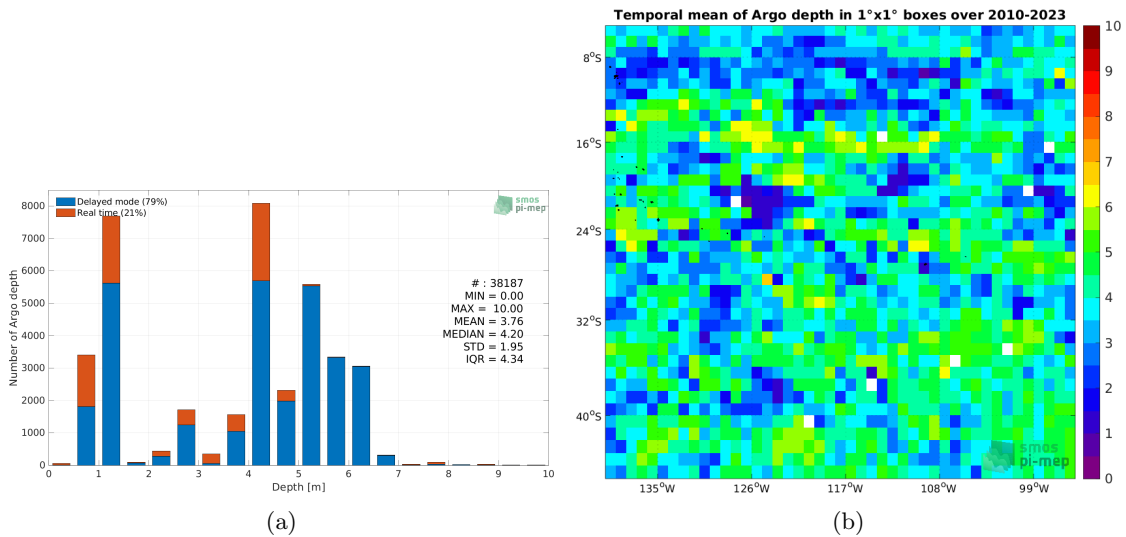 Temporal mean of Argo depth in 1°x1° boxes over 2010-2023
Delayed mode (79%)
Real time (21%)
smos
pi-mep
# : 38187
MIN = 0.00
MAX = 10.00
MEAN = 3.76
MEDIAN = 4.20
STD = 1.95
IQR = 4.34
Number of Argo depth
8000
7000
6000
5000
4000
3000
2000
1000
0
0 1 2 3 4 5 6 7 8 9 10
Depth [m]
(a)
8°S
16°S
24°S
32°S
40°S
135°W 126°W 117°W 108°W 99°W
smos
pi-mep
10
9
8
7
6
5
4
3
2
1
0
(b)